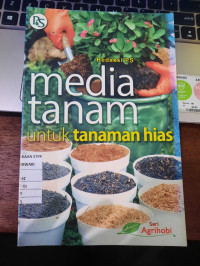 PS
Redaksi PS
media
tanam
untuk tanaman hias
Seri
Agrihobi